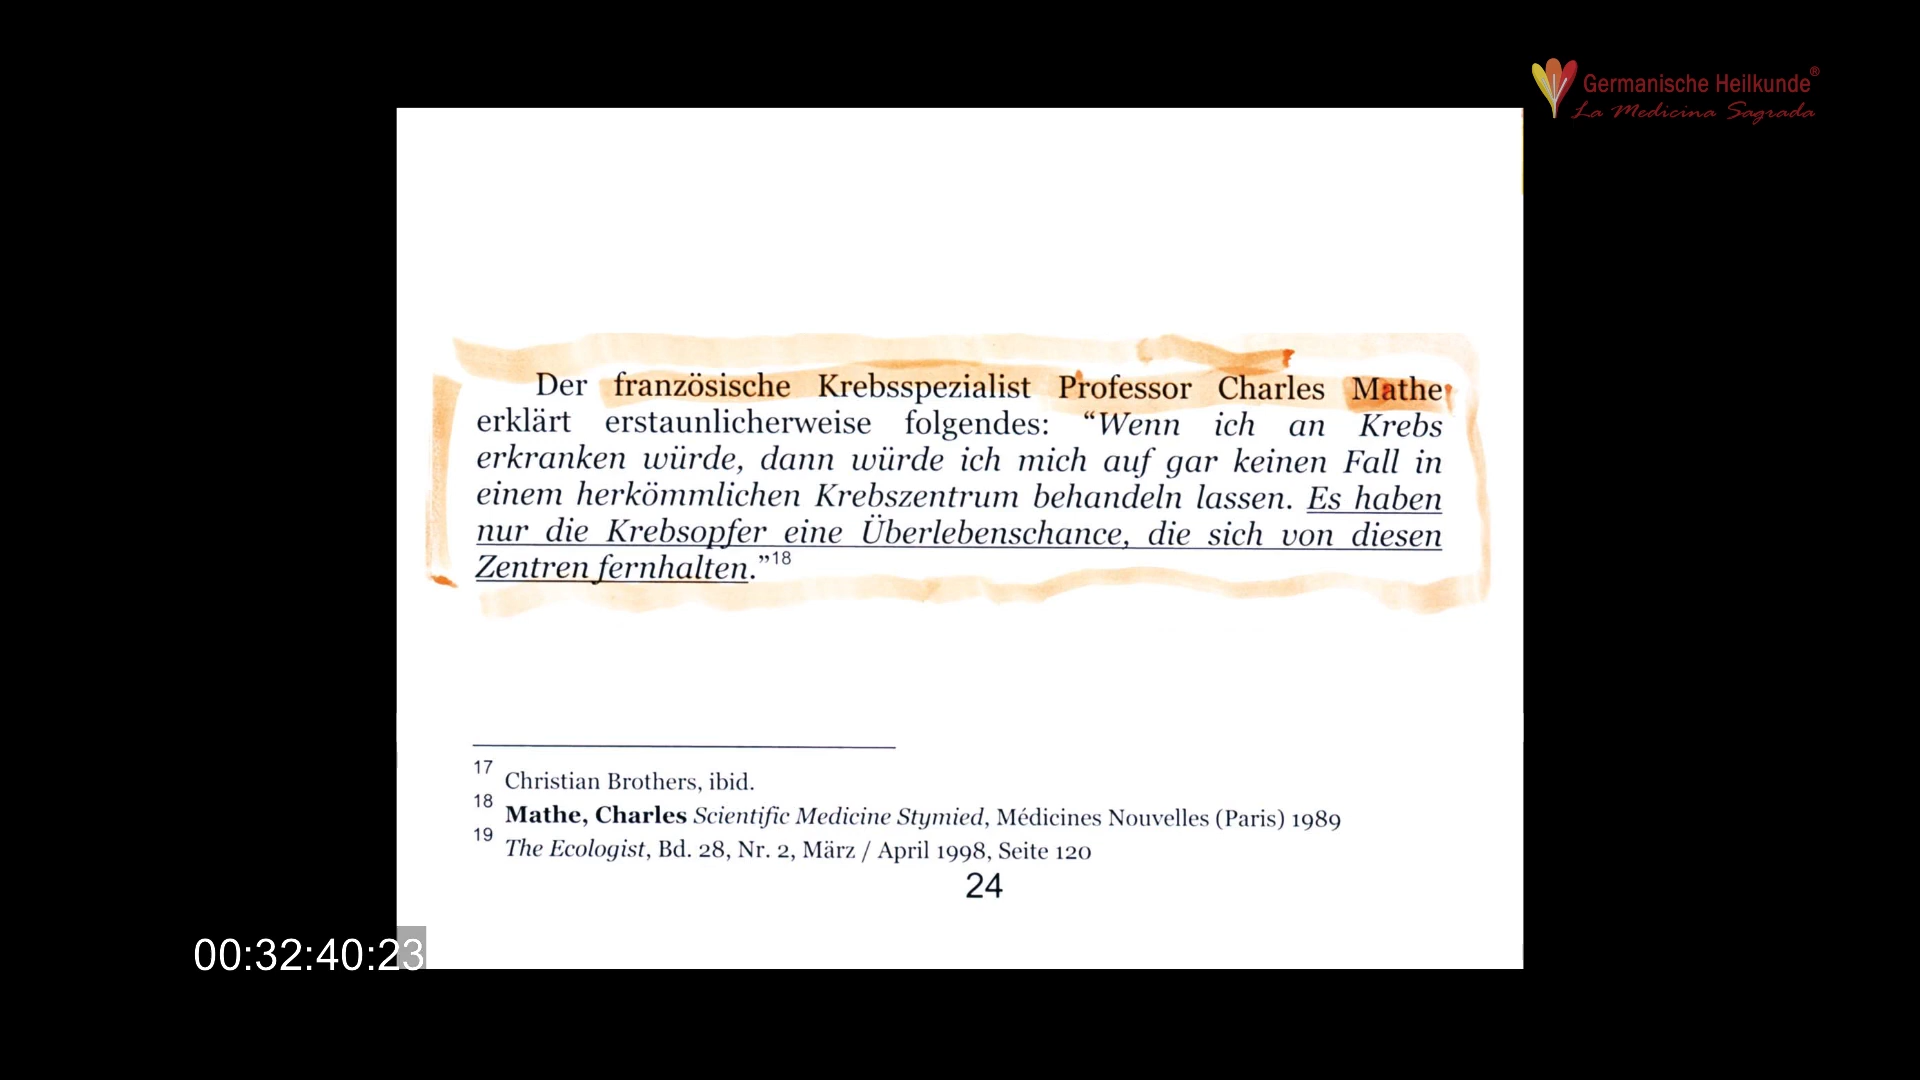 Germanische Heilkunde®
La Medicina Sagrada
Der französische Krebsspezialist Professor Charles Mathe
erklärt erstaunlicherweise folgendes: “Wenn ich an Krebs
erkranken würde, dann würde ich mich auf gar keinen Fall in
einem herkömmlichen Krebszentrum behandeln lassen. Es haben
nur die Krebsopfer eine Überlebenschance, die sich von diesen
Zentren fernhalten.”18
17 Christian Brothers, ibid.
18 Mathe, Charles Scientific Medicine Stymied, Médicines Nouvelles (Paris) 1989
19 The Ecologist, Bd. 28, Nr. 2, März / April 1998, Seite 120
24
00:32:40:23